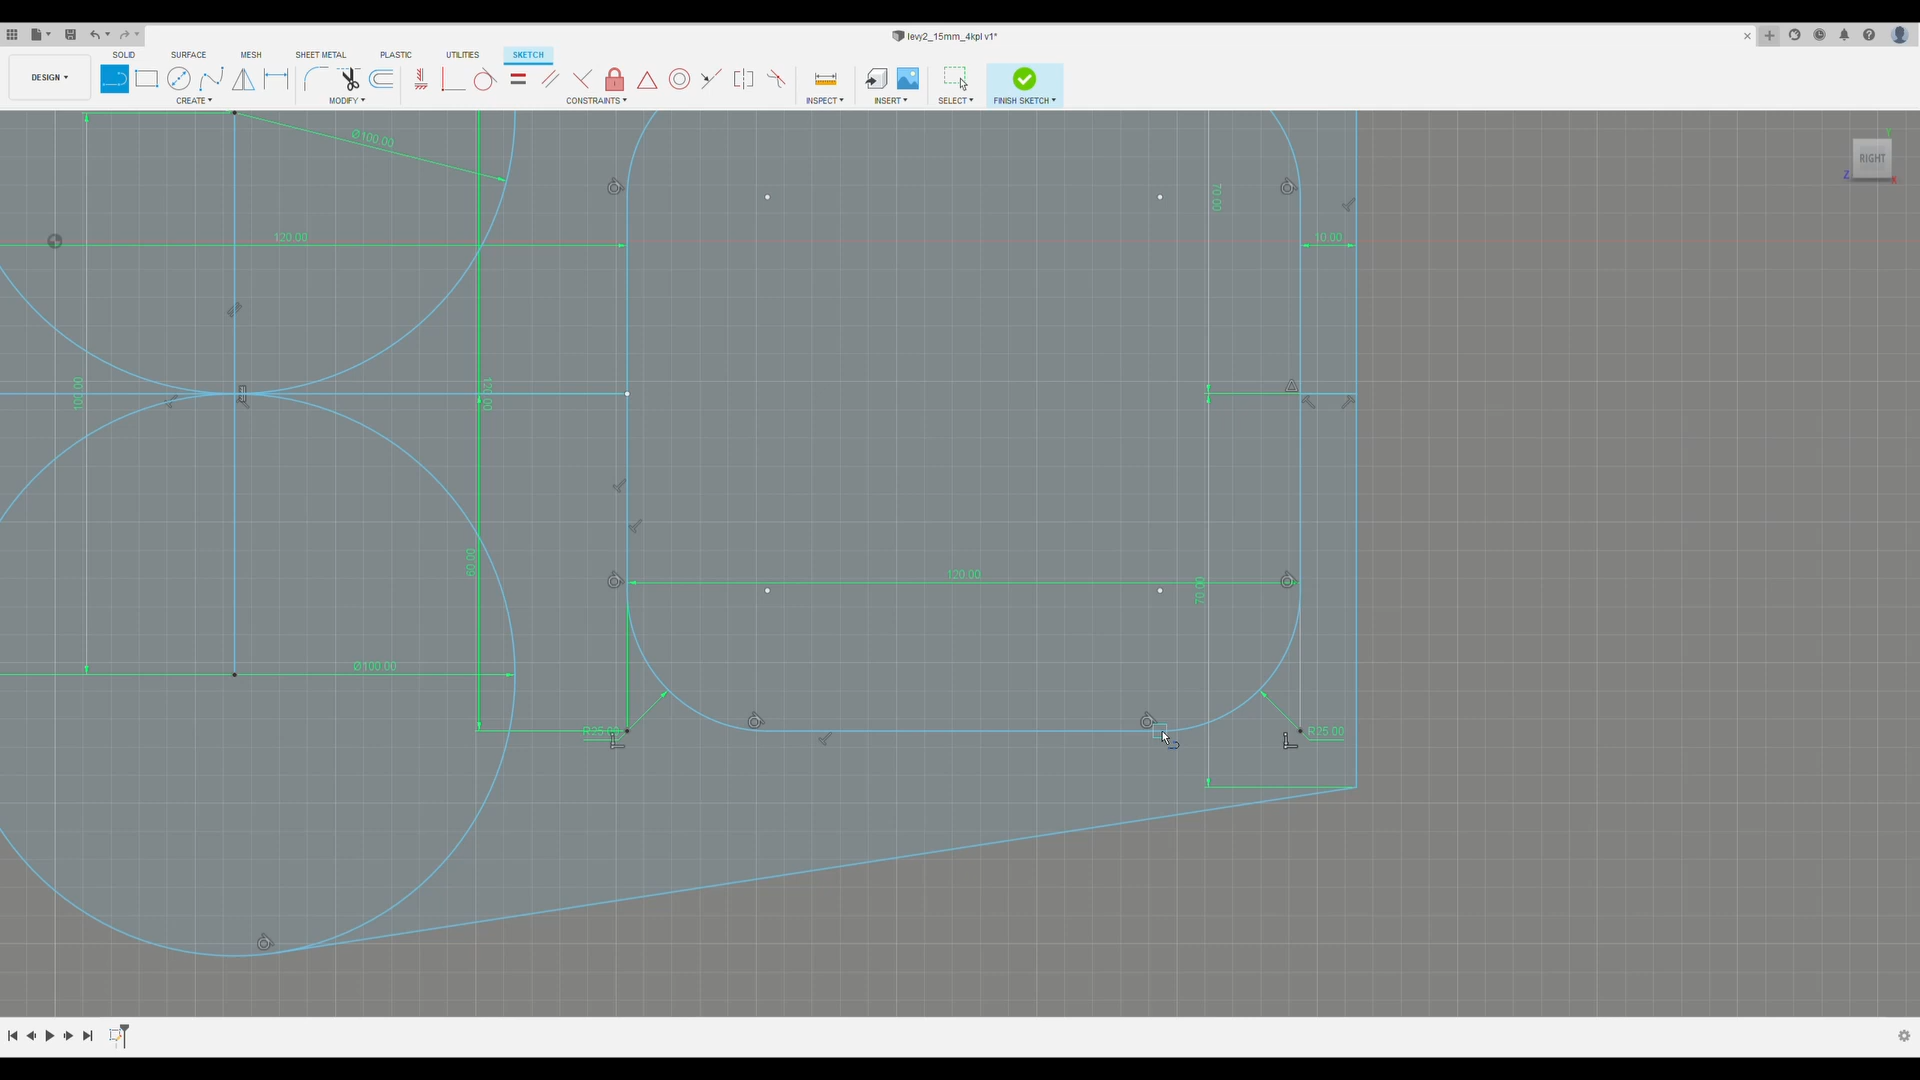 levy2_15mm_4kpl v1*
SOLID SURFACE MESH SHEET METAL PLASTIC UTILITIES SKETCH
DESIGN
CREATE MODIFY CONSTRAINTS INSPECT INSERT SELECT FINISH SKETCH
Ø100.00
Y
RIGHT
Z
X
70.00
120.00
10.00
100.00
120.00
60.00
120.00
70.00
Ø100.00
R25.00
R25.00